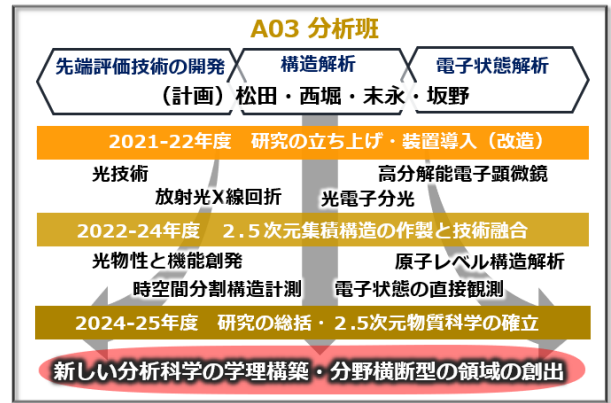 A03 分析班
先端評価技術の開発 構造解析 電子状態解析
（計画）松田・西堀・末永・坂野
2021-22年度 研究の立ち上げ・装置導入（改造）
光技術 高分解能電子顕微鏡
放射光X線回折 光電子分光
2022-24年度 ２.５次元集積構造の作製と技術融合
光物性と機能創発 原子レベル構造解析
時空間分割構造計測 電子状態の直接観測
2024-25年度 研究の総括・２.5次元物質科学の確立
新しい分析科学の学理構築・分野横断型の領域の創出